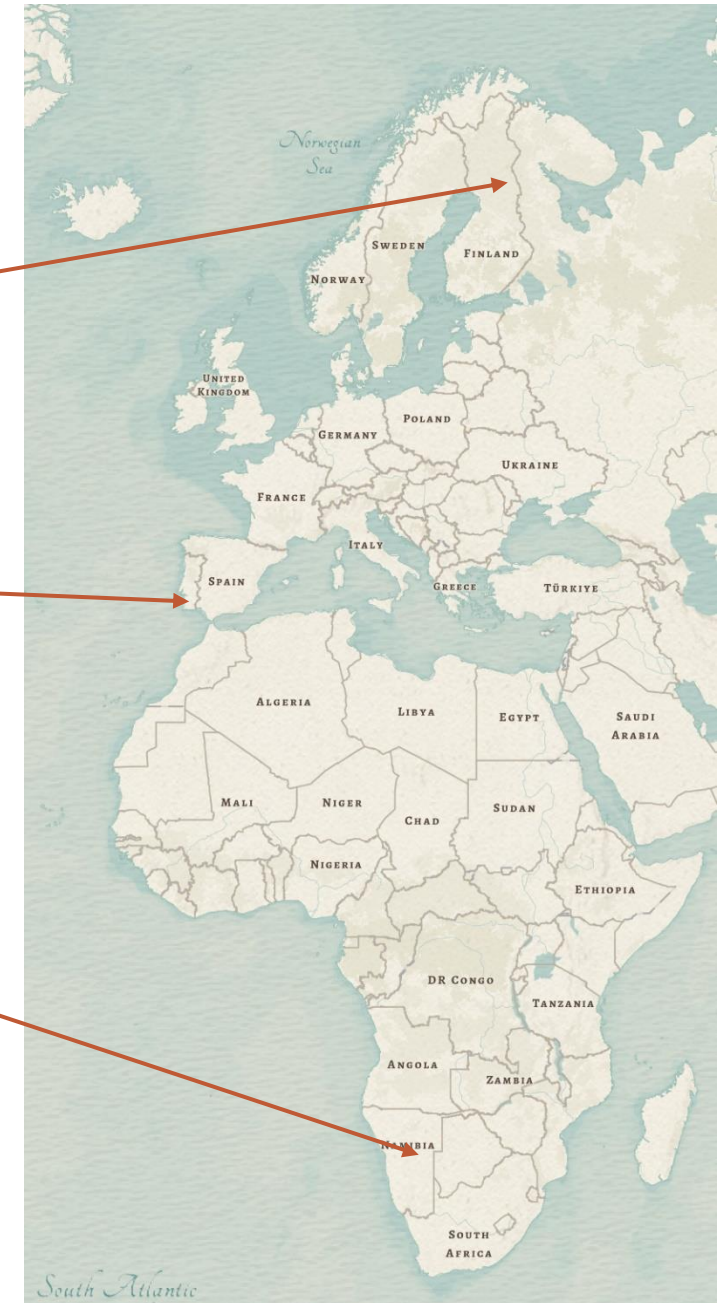 Norwegian
Sea
Sweden
Finland
Norway
United
Kingdom
Poland
Germany
Ukraine
France
Italy
Spain
Greece
Türkiye
Algeria
Libya
Egypt
Saudi
Arabia
Mali
Niger
Chad
Sudan
Nigeria
Ethiopia
DR Congo
Tanzania
Angola
Zambia
Namibia
South
Africa
South Atlantic